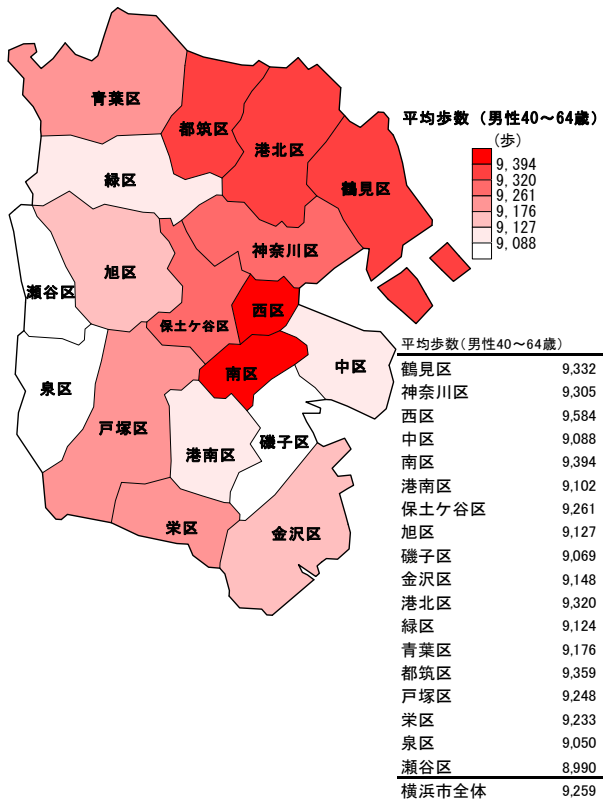 青葉区
都筑区
港北区
鶴見区
緑区
神奈川区
旭区
瀬谷区
保土ケ谷区
西区
南区
中区
泉区
戸塚区
港南区
磯子区
栄区
金沢区
平均歩数（男性40～64歳）
(歩)
9,394
9,320
9,261
9,176
9,127
9,088
平均歩数（男性40～64歳）
鶴見区 9,332
神奈川区 9,305
西区 9,584
中区 9,088
南区 9,394
港南区 9,102
保土ケ谷区 9,261
旭区 9,127
磯子区 9,069
金沢区 9,148
港北区 9,320
緑区 9,124
青葉区 9,176
都筑区 9,359
戸塚区 9,248
栄区 9,233
泉区 9,050
瀬谷区 8,990
横浜市全体 9,259